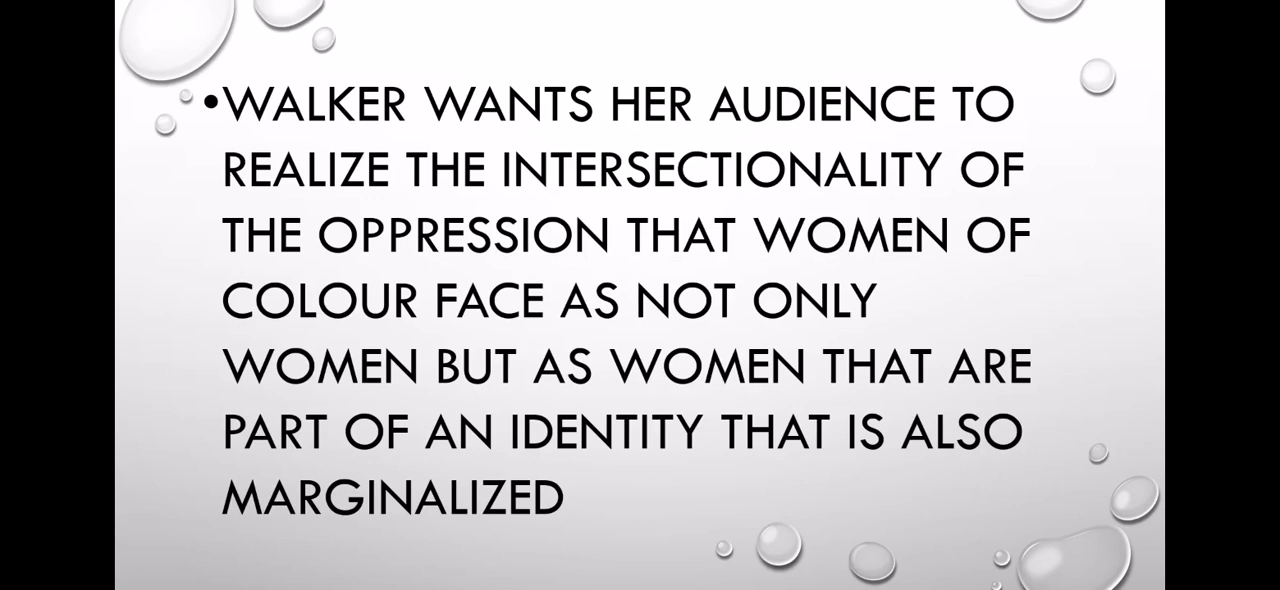 •WALKER WANTS HER AUDIENCE TO
REALIZE THE INTERSECTIONALITY OF
THE OPPRESSION THAT WOMEN OF
COLOUR FACE AS NOT ONLY
WOMEN BUT AS WOMEN THAT ARE
PART OF AN IDENTITY THAT IS ALSO
MARGINALIZED